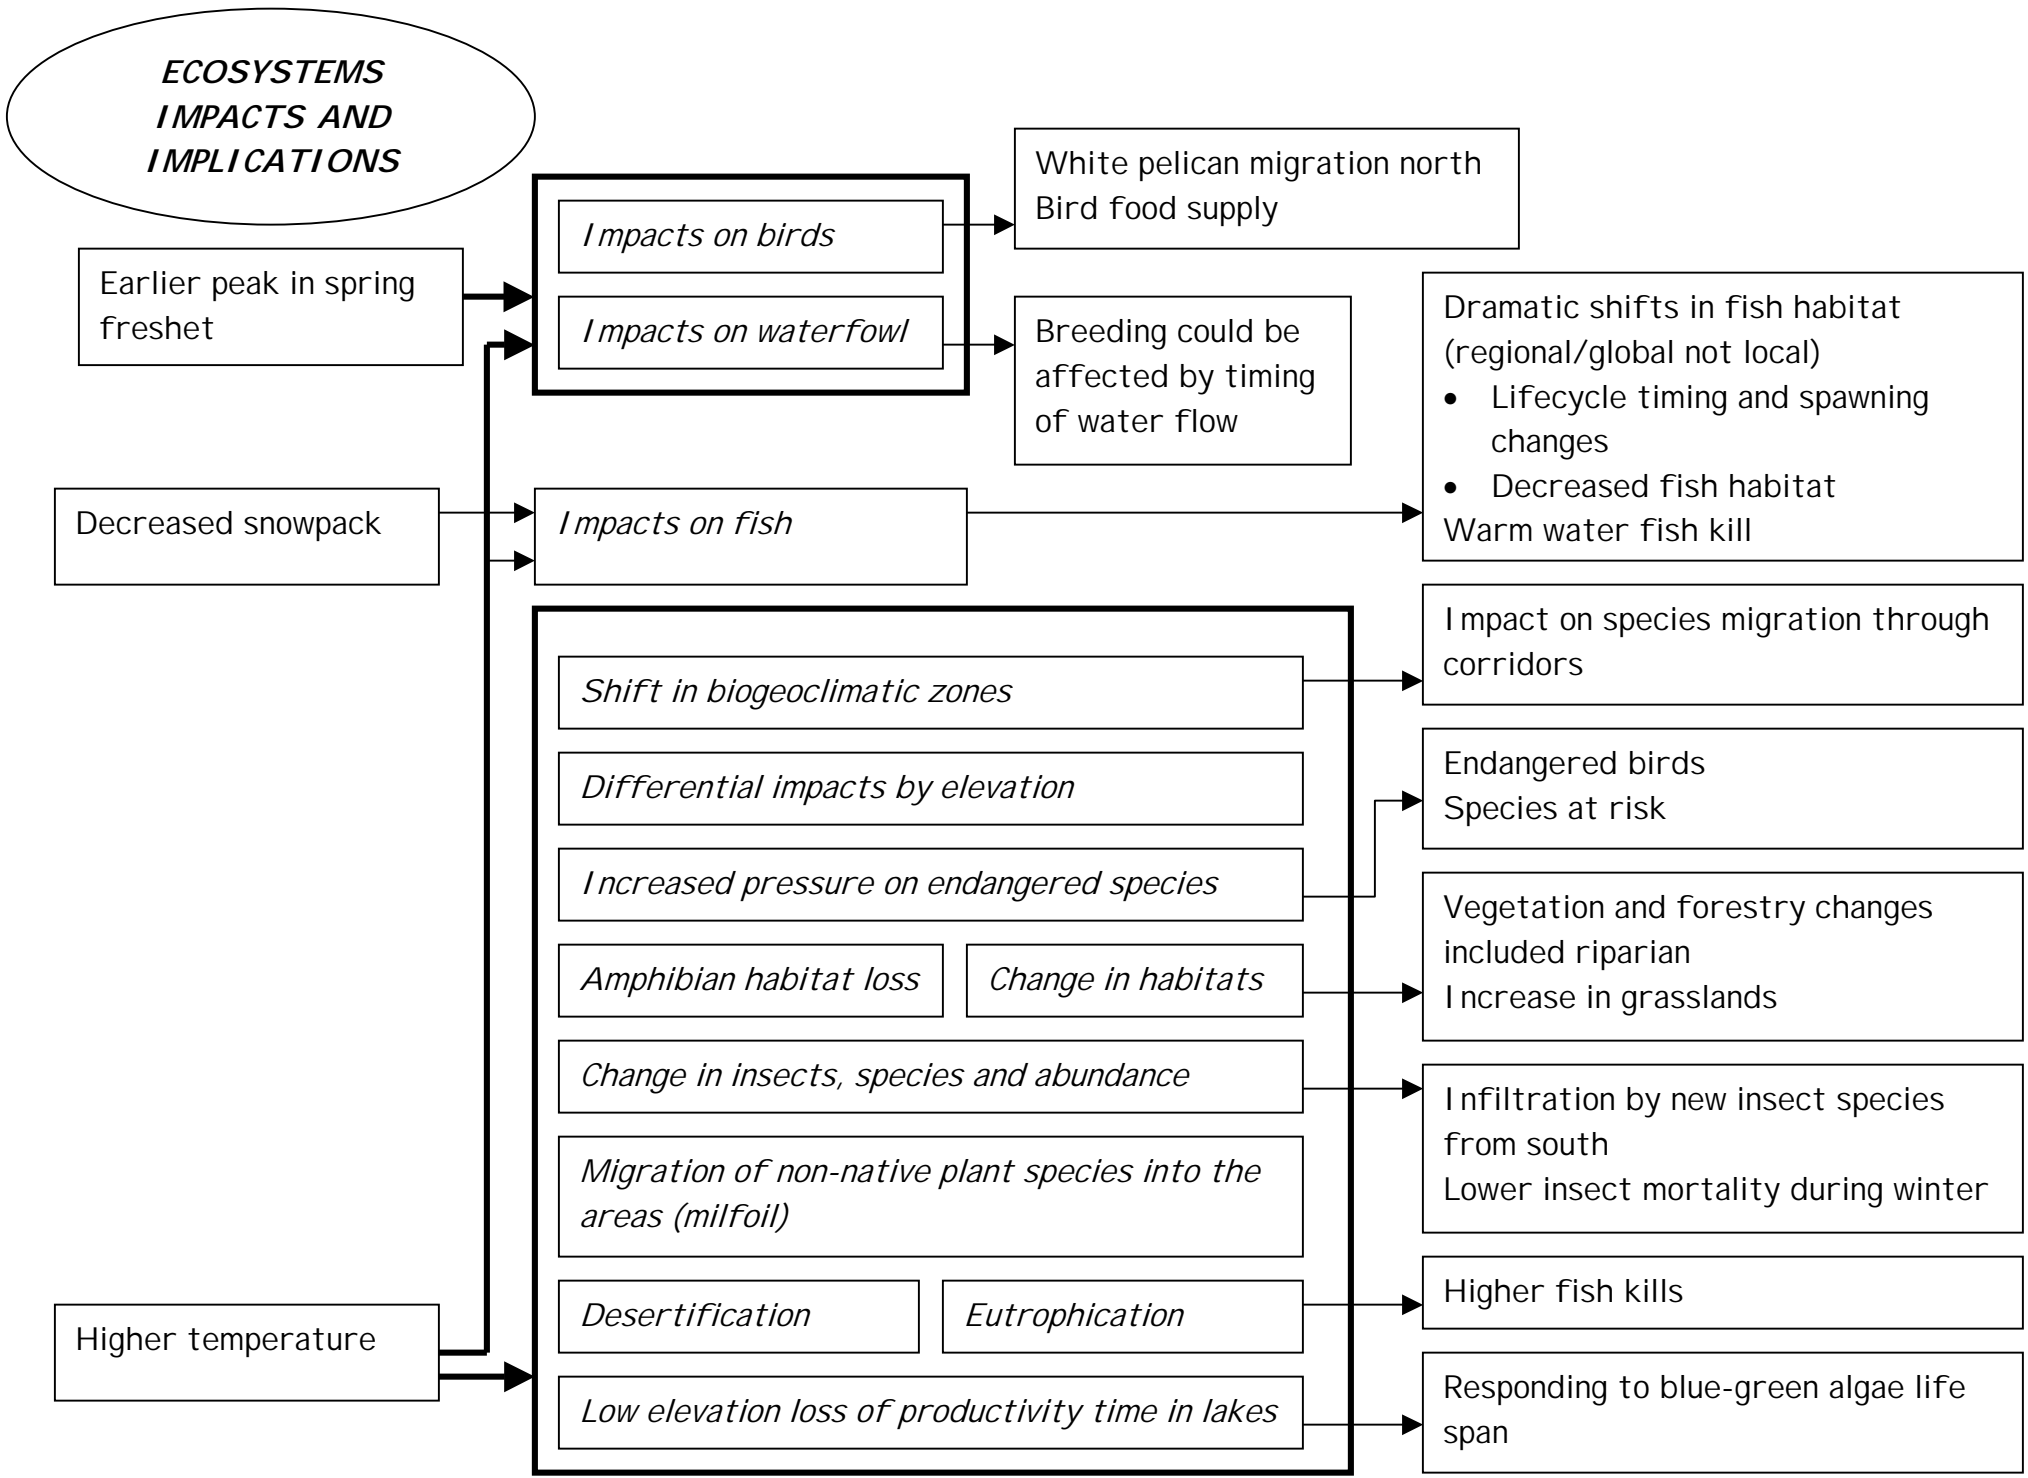 ECOSYSTEMS
IMPACTS AND
IMPLICATIONS
Earlier peak in spring
freshet
Impacts on birds
Impacts on waterfowl
White pelican migration north
Bird food supply
Breeding could be
affected by timing
of water flow
Decreased snowpack
Impacts on fish
Dramatic shifts in fish habitat
(regional/global not local)
• Lifecycle timing and spawning
changes
• Decreased fish habitat
Warm water fish kill
Higher temperature
Shift in biogeoclimatic zones
Impact on species migration through
corridors
Differential impacts by elevation
Increased pressure on endangered species
Endangered birds
Species at risk
Amphibian habitat loss
Change in habitats
Vegetation and forestry changes
included riparian
Increase in grasslands
Change in insects, species and abundance
Infiltration by new insect species
from south
Lower insect mortality during winter
Migration of non-native plant species into the
areas (milfoil)
Desertification
Eutrophication
Higher fish kills
Low elevation loss of productivity time in lakes
Responding to blue-green algae life
span